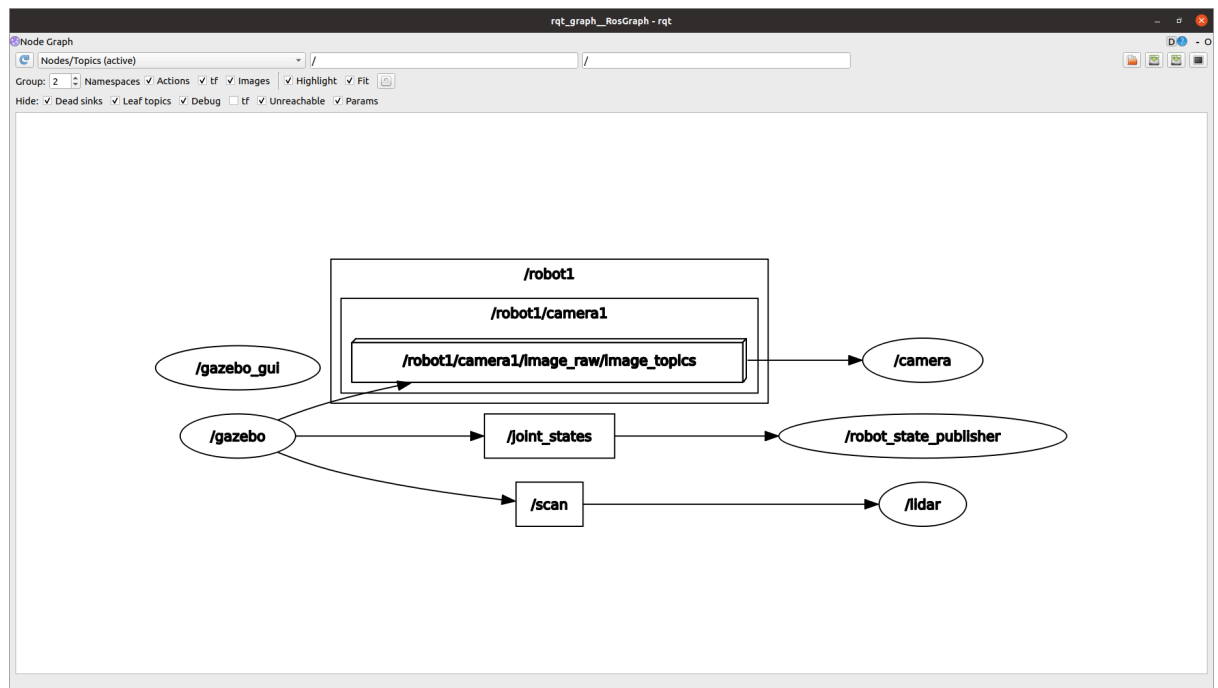 rqt_graph__RosGraph - rqt
Node Graph
D? - O
Nodes/Topics (active)
/
/
Group: 2 Namespaces Actions tf Images Highlight Fit
Hide: Dead sinks Leaf topics Debug tf Unreachable Params
/robot1
/robot1/camera1
/robot1/camera1/image_raw/image_topics
/camera
/gazebo_gui
/gazebo
/joint_states
/robot_state_publisher
/scan
/lidar